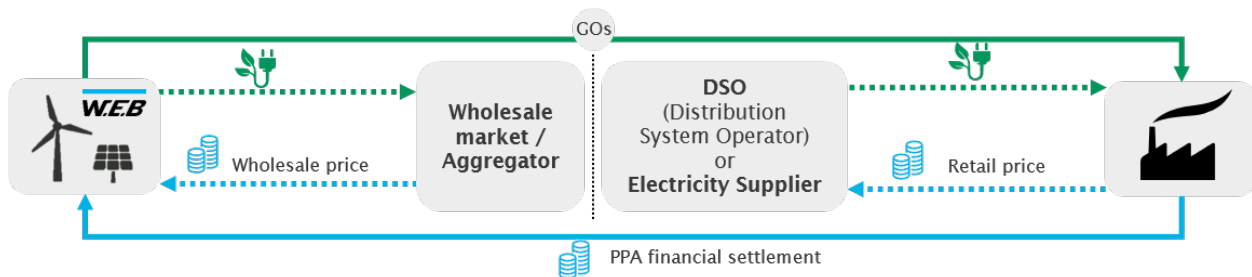 GOs
W.E.B
Wholesale
market /
Aggregator
DSO
(Distribution
System Operator)
or
Electricity Supplier
Wholesale price
Retail price
PPA financial settlement